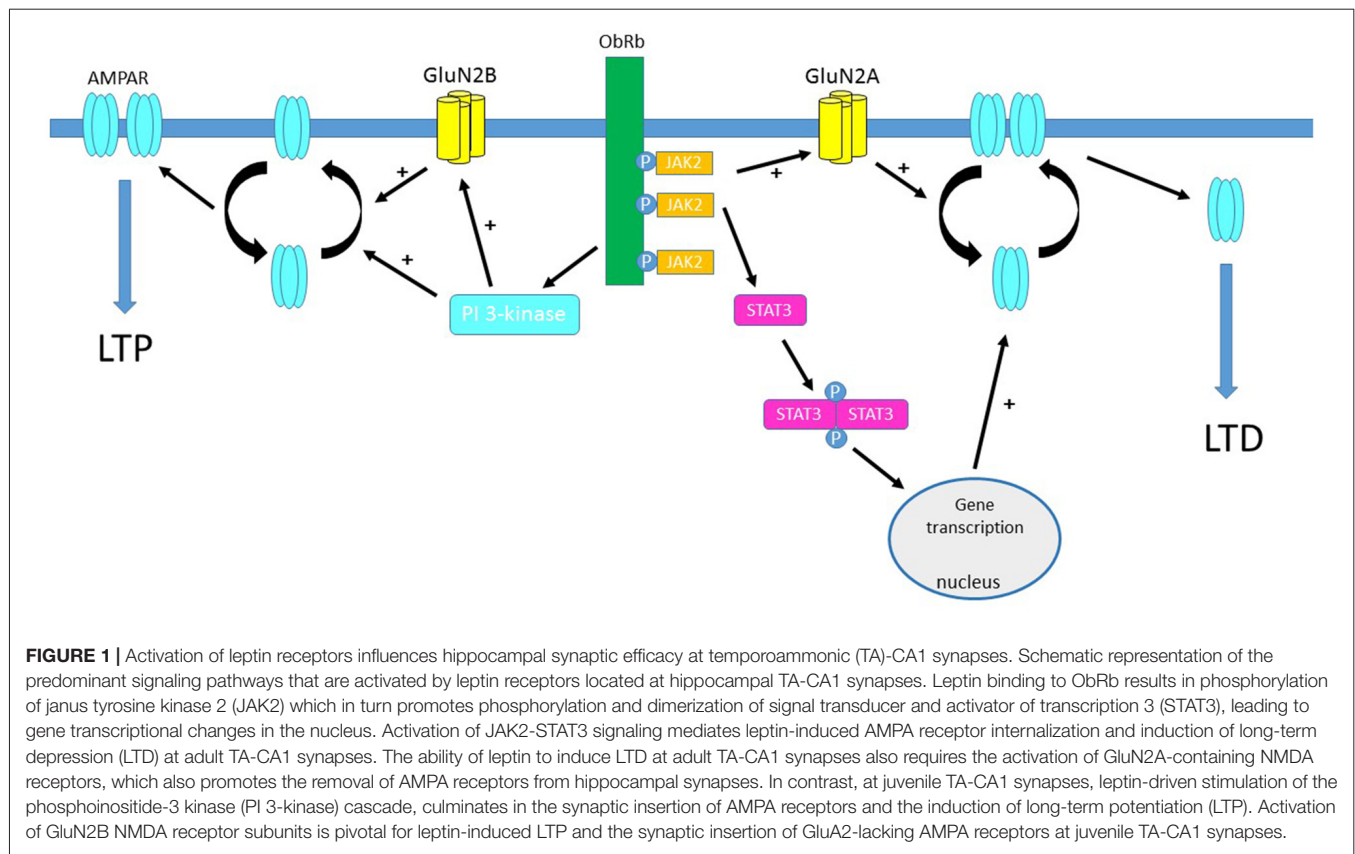 ObRb
AMPAR
GluN2B
GluN2A
P JAK2
P JAK2
P JAK2
+
+
+
+
+
PI 3-kinase
STAT3
LTP
P
STAT3 STAT3
P
+
LTD
Gene
transcription
nucleus
FIGURE 1 | Activation of leptin receptors influences hippocampal synaptic efficacy at temporoammonic (TA)-CA1 synapses. Schematic representation of the
predominant signaling pathways that are activated by leptin receptors located at hippocampal TA-CA1 synapses. Leptin binding to ObRb results in phosphorylation
of janus tyrosine kinase 2 (JAK2) which in turn promotes phosphorylation and dimerization of signal transducer and activator of transcription 3 (STAT3), leading to
gene transcriptional changes in the nucleus. Activation of JAK2-STAT3 signaling mediates leptin-induced AMPA receptor internalization and induction of long-term
depression (LTD) at adult TA-CA1 synapses. The ability of leptin to induce LTD at adult TA-CA1 synapses also requires the activation of GluN2A-containing NMDA
receptors, which also promotes the removal of AMPA receptors from hippocampal synapses. In contrast, at juvenile TA-CA1 synapses, leptin-driven stimulation of the
phosphoinositide-3 kinase (PI 3-kinase) cascade, culminates in the synaptic insertion of AMPA receptors and the induction of long-term potentiation (LTP). Activation
of GluN2B NMDA receptor subunits is pivotal for leptin-induced LTP and the synaptic insertion of GluA2-lacking AMPA receptors at juvenile TA-CA1 synapses.